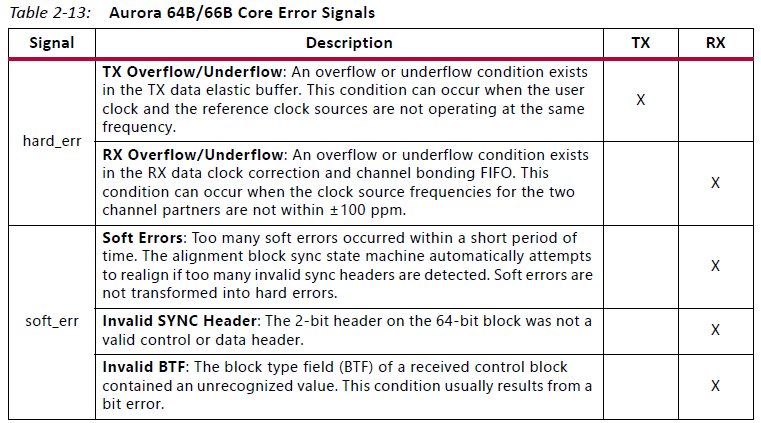 Table 2-13: Aurora 64B/66B Core Error Signals
Signal Description TX RX
hard_err
TX Overflow/Underflow: An overflow or underflow condition exists
in the TX data elastic buffer. This condition can occur when the user
clock and the reference clock sources are not operating at the same
frequency.
X
RX Overflow/Underflow: An overflow or underflow condition exists
in the RX data clock correction and channel bonding FIFO. This
condition can occur when the clock source frequencies for the two
channel partners are not within ±100 ppm.
X
soft_err
Soft Errors: Too many soft errors occurred within a short period of
time. The alignment block sync state machine automatically attempts
to realign if too many invalid sync headers are detected. Soft errors are
not transformed into hard errors.
X
Invalid SYNC Header: The 2-bit header on the 64-bit block was not a
valid control or data header.
X
Invalid BTF: The block type field (BTF) of a received control block
contained an unrecognized value. This condition usually results from a
bit error.
X